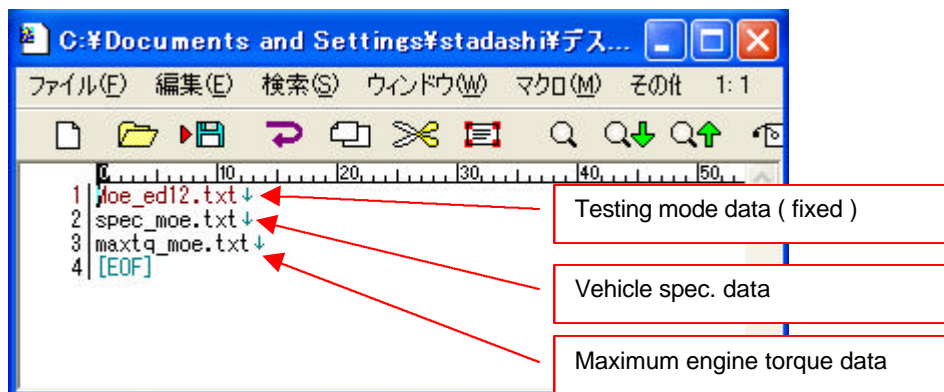 C:¥Documents and Settings¥stadashi¥デス...
ファイル(F) 編集(E) 検索(S) ウィンドウ(W) マクロ(M) その他 1: 1
0 10 20 30 40 50
1 Moe_ed12.txt↓
2 spec_moe.txt↓
3 maxtq_moe.txt↓
4 [EOF]
Testing mode data ( fixed )
Vehicle spec. data
Maximum engine torque data